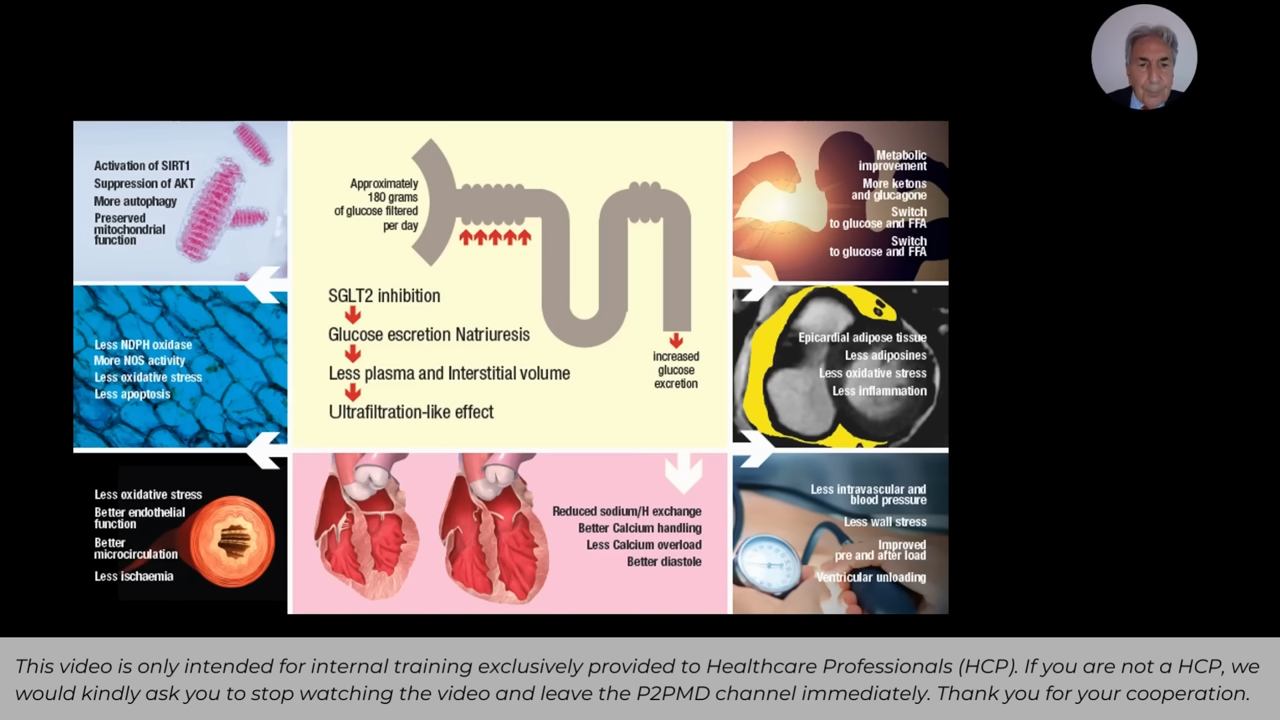 Activation of SIRT1
Suppression of AKT
More autophagy
Preserved
mitochondrial
function
Approximately
180 grams
of glucose filtered
per day
SGLT2 inhibition
Glucose escretion Natriuresis
Less plasma and Interstitial volume
Ultrafiltration-like effect
increased
glucose
excretion
Metabolic
improvement
More ketons
and glucagone
Switch
to glucose and FFA
Switch
to glucose and FFA
Less NDPH oxidase
More NOS activity
Less oxidative stress
Less apoptosis
Epicardial adipose tissue
Less adiposines
Less oxidative stress
Less inflammation
Less oxidative stress
Better endothelial
function
Better
microcirculation
Less ischaemia
Reduced sodium/H exchange
Better Calcium handling
Less Calcium overload
Better diastole
Less intravascular and
blood pressure
Less wall stress
Improved
pre and after load
Ventricular unloading
This video is only intended for internal training exclusively provided to Healthcare Professionals (HCP). If you are not a HCP, we
would kindly ask you to stop watching the video and leave the P2PMD channel immediately. Thank you for your cooperation.